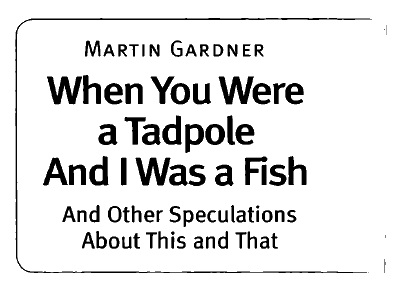 MARTIN GARDNER
When You Were
a Tadpole
And I Was a Fish
And Other Speculations
About This and That